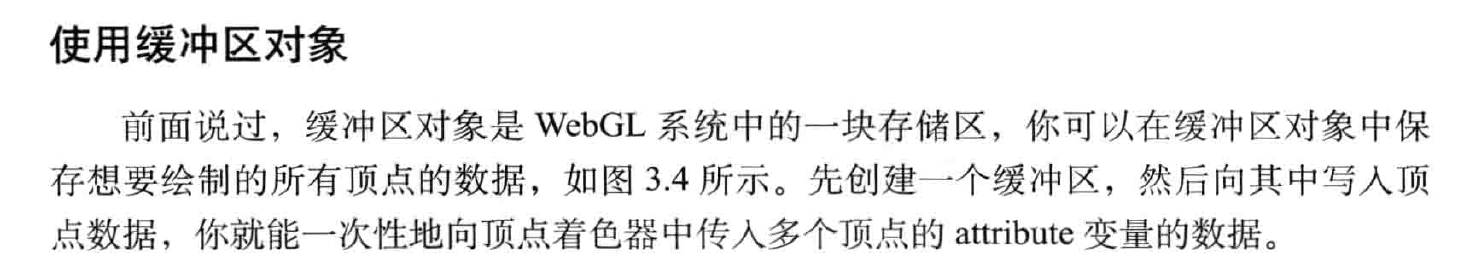 使用缓冲区对象
前面说过，缓冲区对象是 WebGL 系统中的一块存储区，你可以在缓冲区对象中保
存想要绘制的所有顶点的数据，如图 3.4 所示。先创建一个缓冲区，然后向其中写入顶
点数据，你就能一次性地向顶点着色器中传入多个顶点的 attribute 变量的数据。